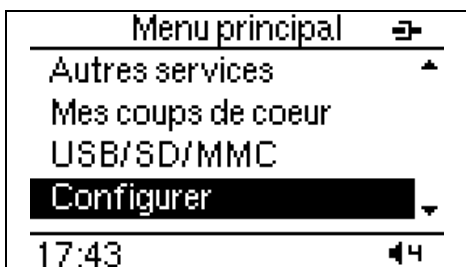 Menu principal
Autres services
Mes coups de coeur
USB/SD/MMC
Configurer
17:43 4